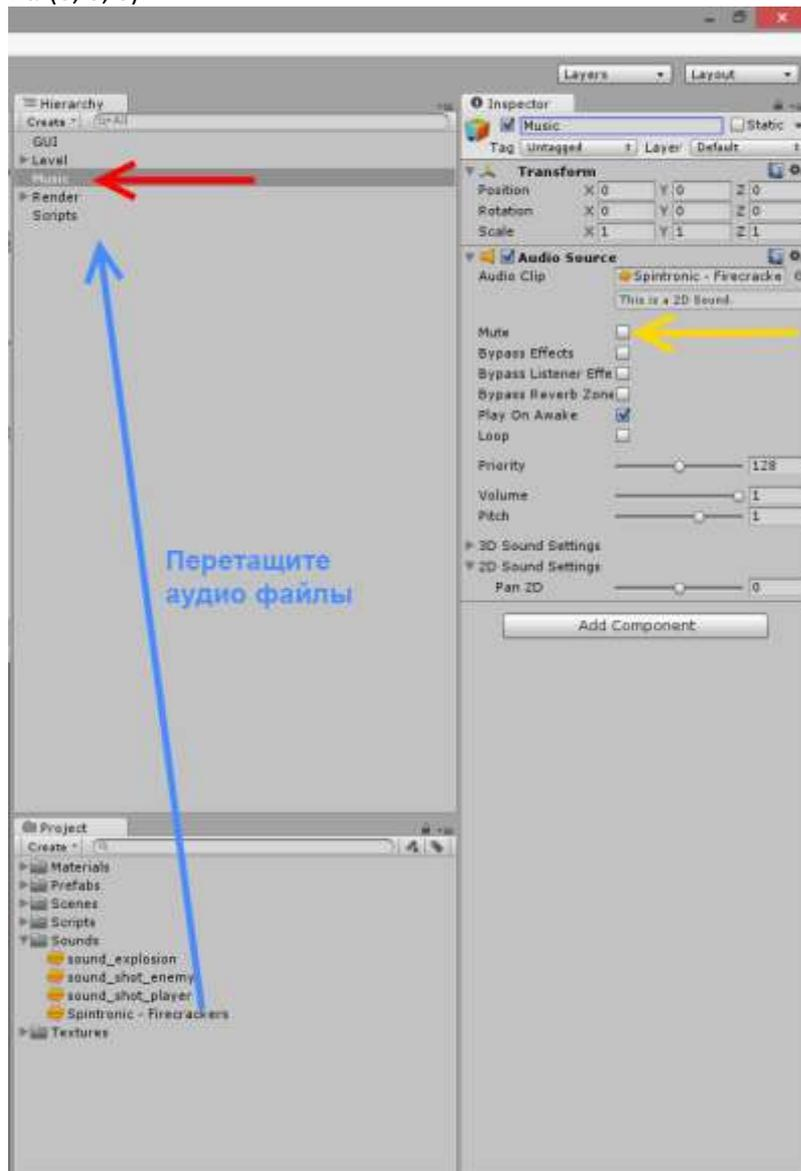 Layers Layout
Hierarchy
Create All
GUI
Level
Music
Render
Scripts
Перетащите
аудио файлы
Project
Create
Materials
Prefabs
Scenes
Scripts
Sounds
sound_explosion
sound_shot_enemy
sound_shot_player
Spintronic - Firecrackers
Textures
Inspector
Music Static
Tag Untagged Layer Default
Transform
Position X 0 Y 0 Z 0
Rotation X 0 Y 0 Z 0
Scale X 1 Y 1 Z 1
Audio Source
Audio Clip Spintronic - Firecracke
This is a 2D Sound.
Mute
Bypass Effects
Bypass Listener Effe
Bypass Reverb Zone
Play On Awake
Loop
Priority 128
Volume 1
Pitch 1
3D Sound Settings
2D Sound Settings
Pan 2D 0
Add Component